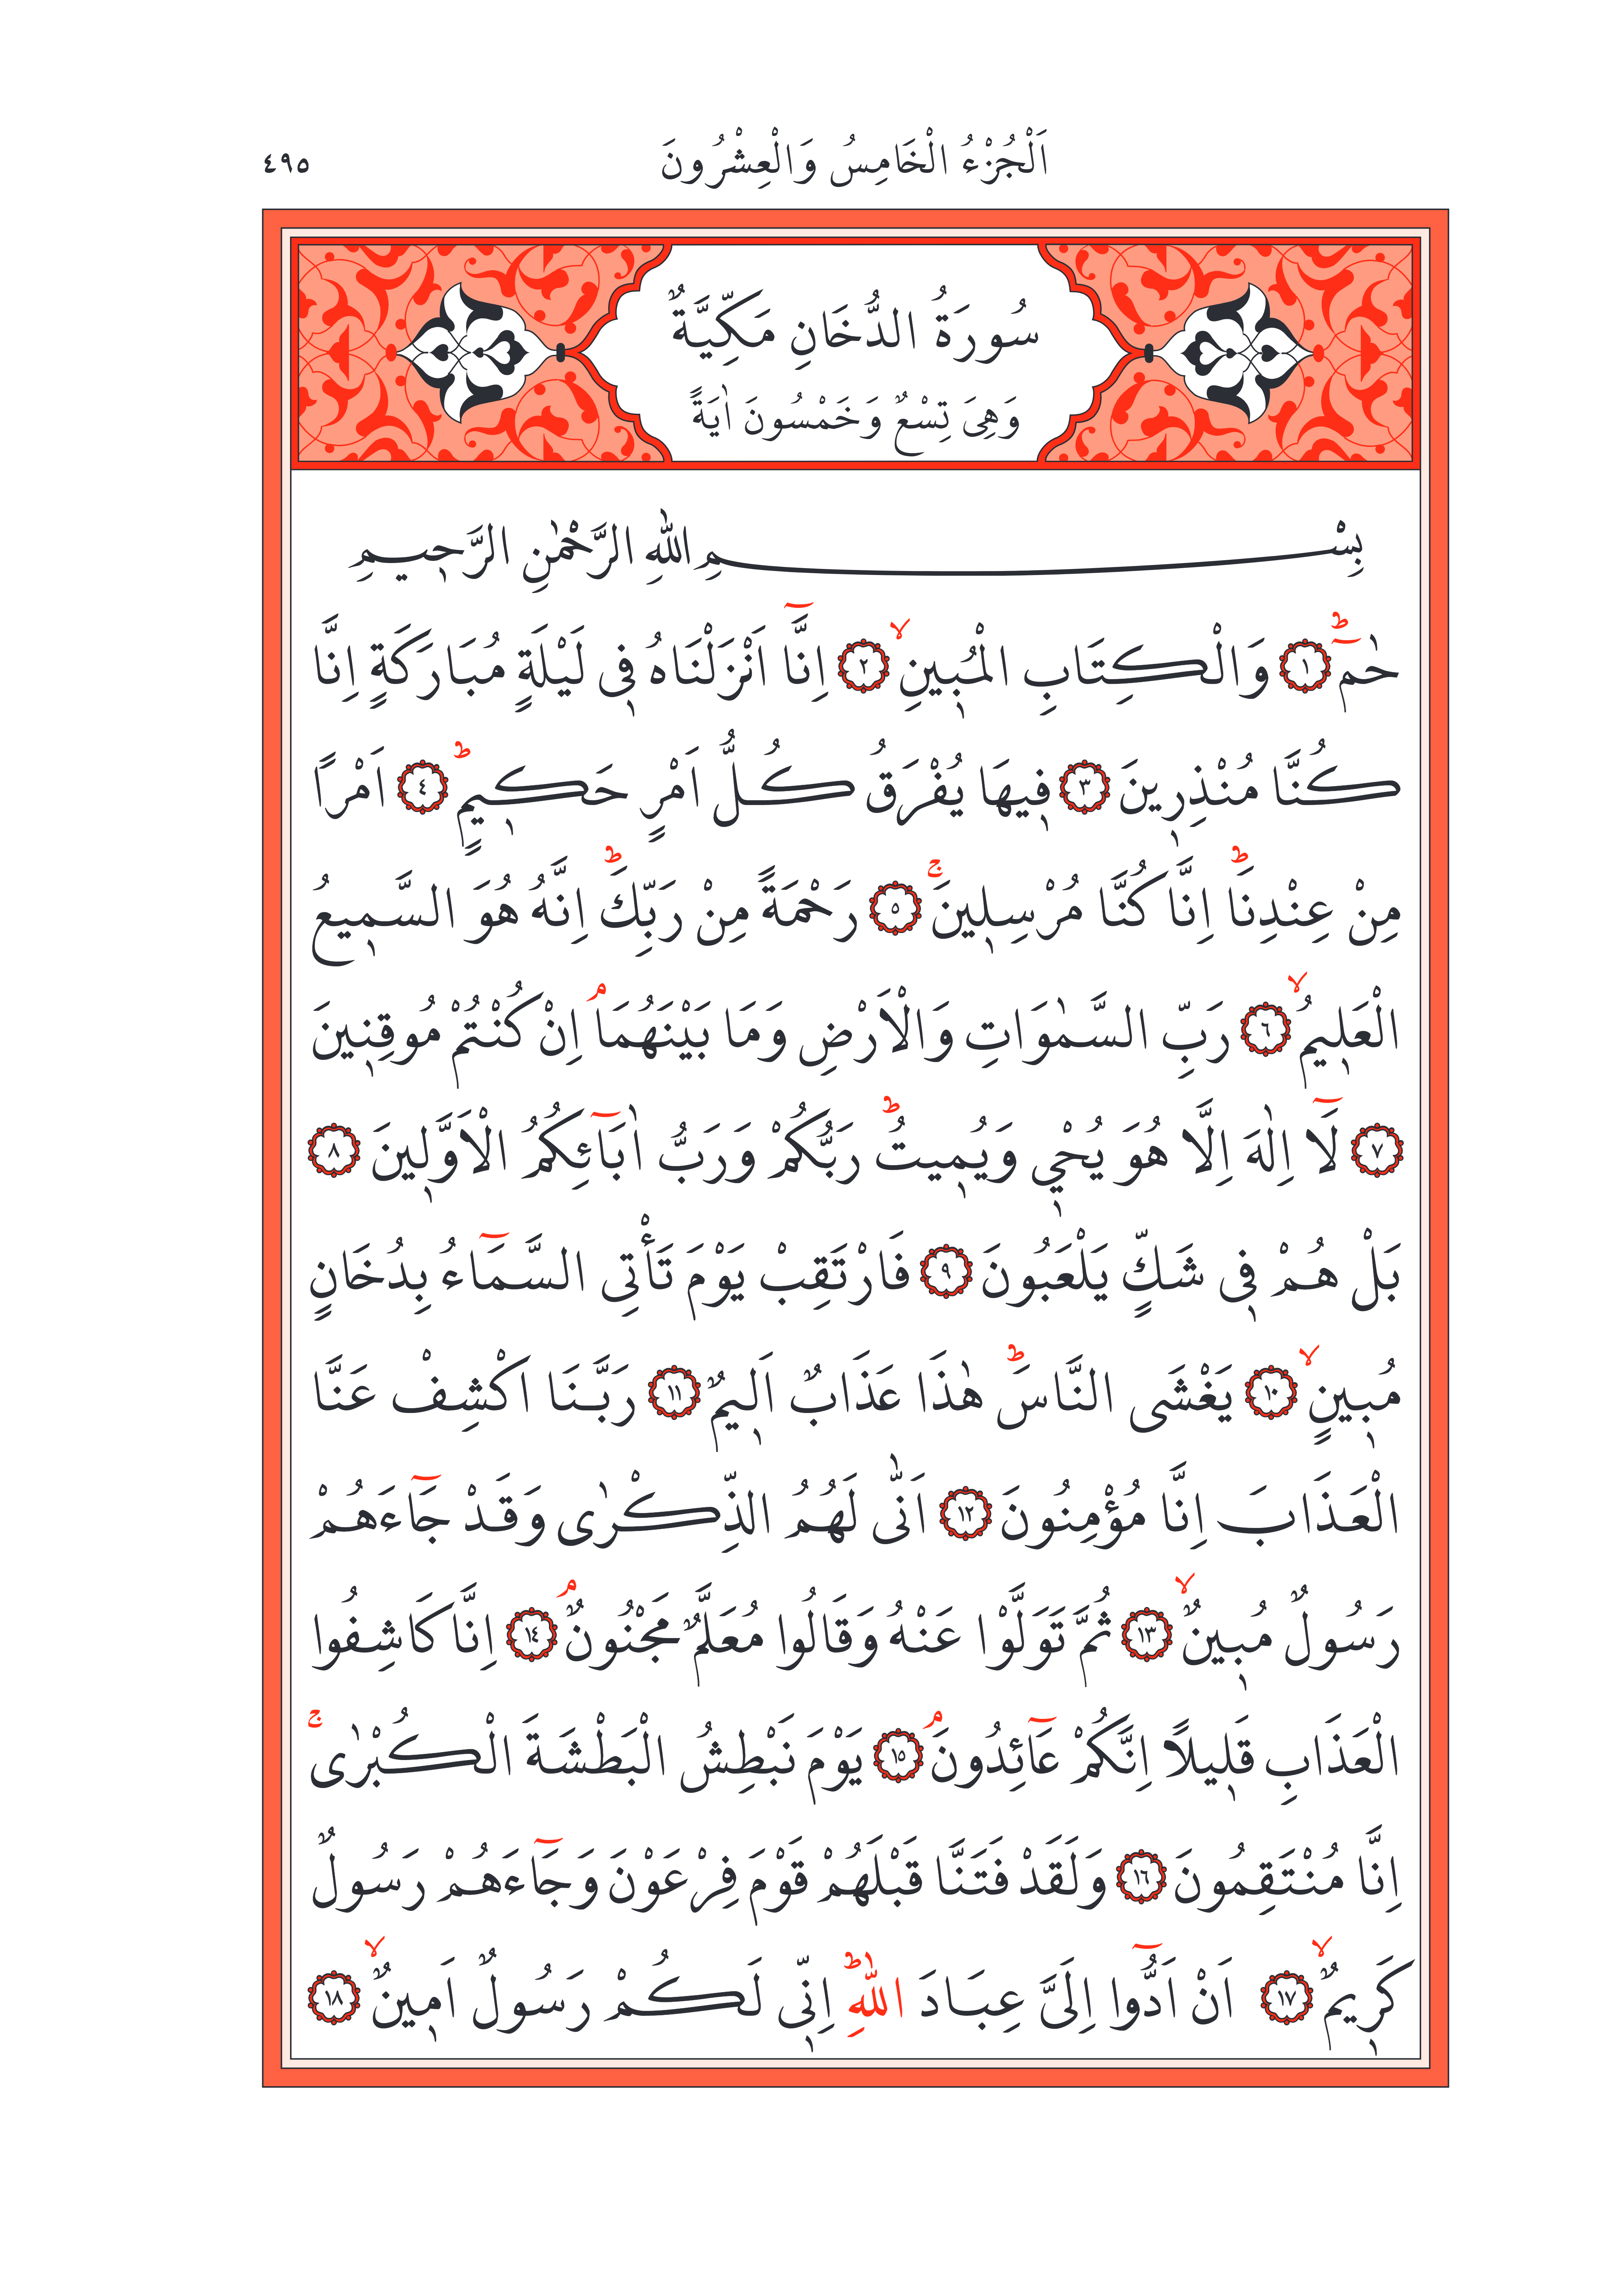 اَلْجُزْءُ الْخَامِسُ وَالْعِشْرُونَ ٤٩٥
سُورَةُ الدُّخَانِ مَكِّيَّةٌ
وَهِىَ تِسْعٌ وَخَمْسُونَ اٰيَةً
بِسْمِ اللّٰهِ الرَّحْمٰنِ الرَّحٖيمِ
حٰمٓ ؕ ﴿١﴾ وَالْكِتَابِ الْمُبٖينِ ۙ ﴿٢﴾ اِنَّٓا اَنْزَلْنَاهُ فٖى لَيْلَةٍ مُبَارَكَةٍ اِنَّا
كُنَّا مُنْذِرٖينَ ﴿٣﴾ فٖيهَا يُفْرَقُ كُلُّ اَمْرٍ حَكٖيمٍ ؕ ﴿٤﴾ اَمْرًا
مِنْ عِنْدِنَا ؕ اِنَّا كُنَّا مُرْسِلٖينَ ۚ ﴿٥﴾ رَحْمَةً مِنْ رَبِّكَ ؕ اِنَّهُ هُوَ السَّمٖيعُ
الْعَلٖيمُ ۙ ﴿٦﴾ رَبِّ السَّمٰوَاتِ وَالْاَرْضِ وَمَا بَيْنَهُمَا ۘ اِنْ كُنْتُمْ مُوقِنٖينَ
﴿٧﴾ لَٓا اِلٰهَ اِلَّا هُوَ يُحْيٖ وَيُمٖيتُ ؕ رَبُّكُمْ وَرَبُّ اٰبَٓائِكُمُ الْاَوَّلٖينَ ﴿٨﴾
بَلْ هُمْ فٖى شَكٍّ يَلْعَبُونَ ﴿٩﴾ فَارْتَقِبْ يَوْمَ تَأْتِى السَّمَٓاءُ بِدُخَانٍ
مُبٖينٍ ۙ ﴿١٠﴾ يَغْشَى النَّاسَ ؕ هٰذَا عَذَابٌ اَلٖيمٌ ﴿١١﴾ رَبَّنَا اكْشِفْ عَنَّا
الْعَذَابَ اِنَّا مُؤْمِنُونَ ﴿١٢﴾ اَنّٰى لَهُمُ الذِّكْرٰى وَقَدْ جَٓاءَهُمْ
رَسُولٌ مُبٖينٌ ۙ ﴿١٣﴾ ثُمَّ تَوَلَّوْا عَنْهُ وَقَالُوا مُعَلَّمٌ مَجْنُونٌ ۘ ﴿١٤﴾ اِنَّا كَاشِفُوا
الْعَذَابِ قَلٖيلًا اِنَّكُمْ عَٓائِدُونَ ۘ ﴿١٥﴾ يَوْمَ نَبْطِشُ الْبَطْشَةَ الْكُبْرٰى ۚ
اِنَّا مُنْتَقِمُونَ ﴿١٦﴾ وَلَقَدْ فَتَنَّا قَبْلَهُمْ قَوْمَ فِرْعَوْنَ وَجَٓاءَهُمْ رَسُولٌ
كَرٖيمٌ ۙ ﴿١٧﴾ اَنْ اَدُّٓوا اِلَىَّ عِبَادَ اللّٰهِ ؕ اِنّٖى لَكُمْ رَسُولٌ اَمٖينٌ ۙ ﴿١٨﴾